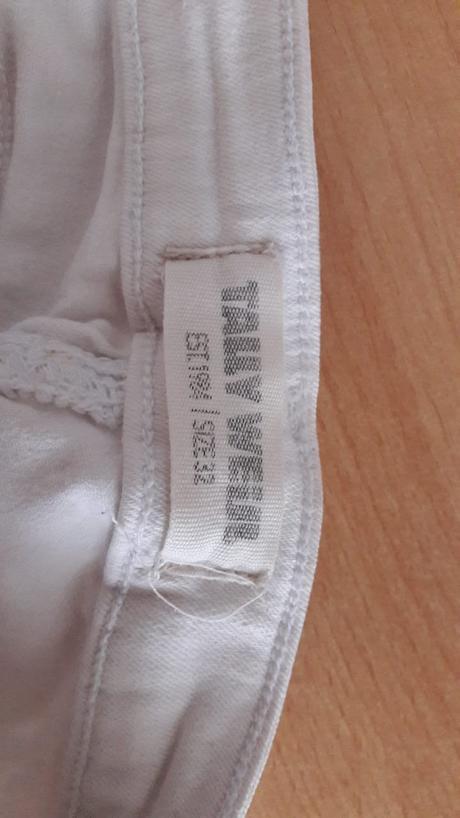 TALLY WEIJL
EST. 1984 | SIZE 32